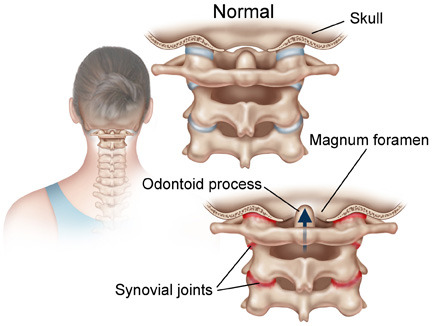 Normal
Skull
Magnum foramen
Odontoid process
Synovial joints